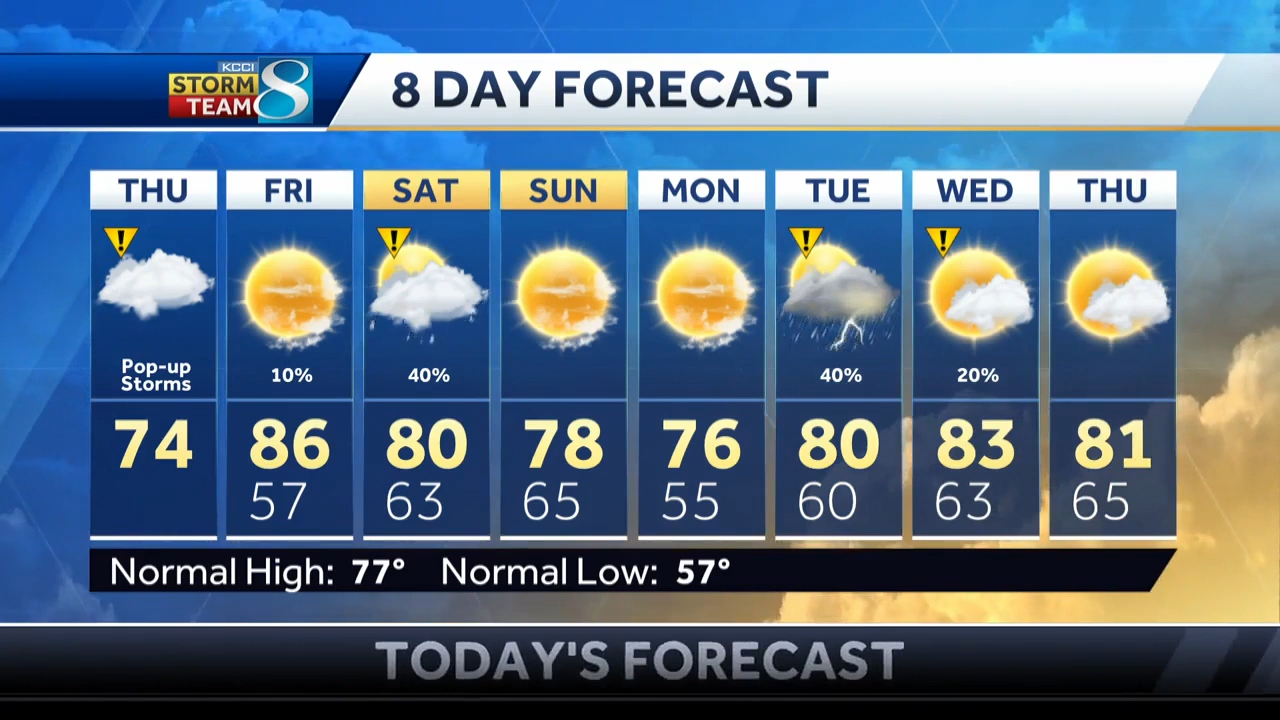 KCCI
STORM
TEAM 8
8 DAY FORECAST
THU FRI SAT SUN MON TUE WED THU
! ! ! !
Pop-up
Storms 10% 40% 40% 20%
74 86 80 78 76 80 83 81
57 63 65 55 60 63 65
Normal High: 77° Normal Low: 57°
TODAY'S FORECAST